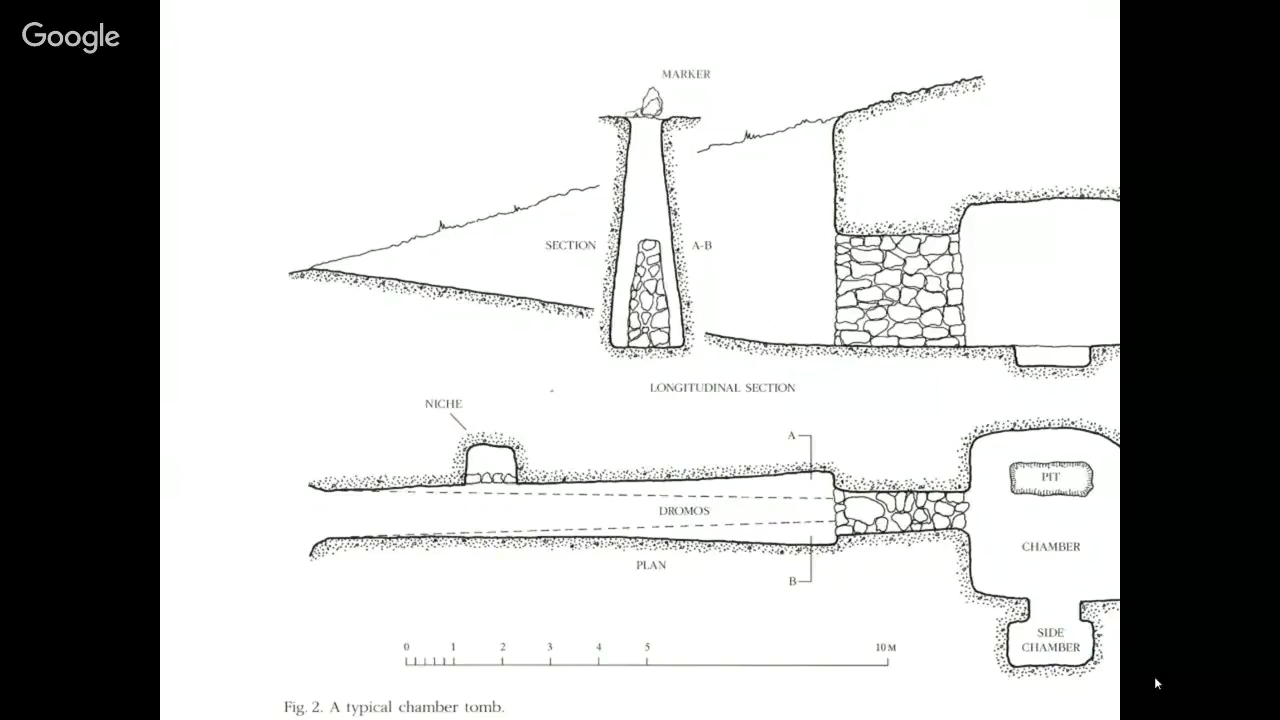 Google
MARKER
SECTION
A-B
LONGITUDINAL SECTION
NICHE
A
PIT
DROMOS
CHAMBER
PLAN
B
SIDE
CHAMBER
0 1 2 3 4 5 10 M
Fig. 2. A typical chamber tomb.